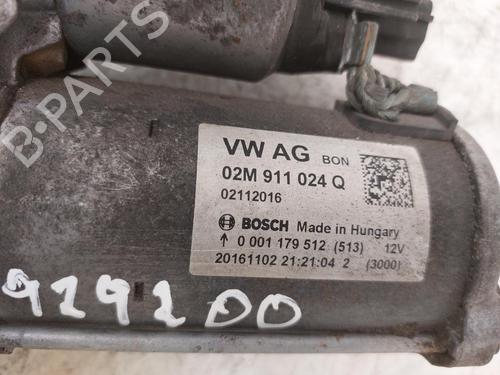 B-PARTS
VW AG BON
02M 911 024 Q
02112016
BOSCH Made in Hungary
↑ 0 001 179 512 (513) 12V
20161102 21:21:04 2 (3000)
929200